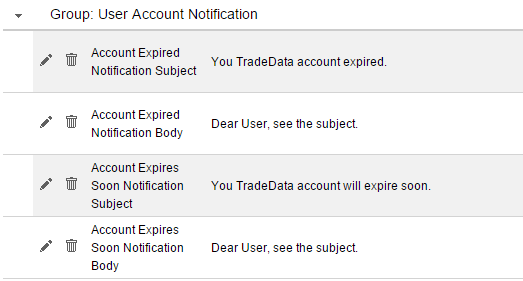 Group: User Account Notification
Account Expired
Notification Subject
You TradeData account expired.
Account Expired
Notification Body
Dear User, see the subject.
Account Expires
Soon Notification
Subject
You TradeData account will expire soon.
Account Expires
Soon Notification
Body
Dear User, see the subject.